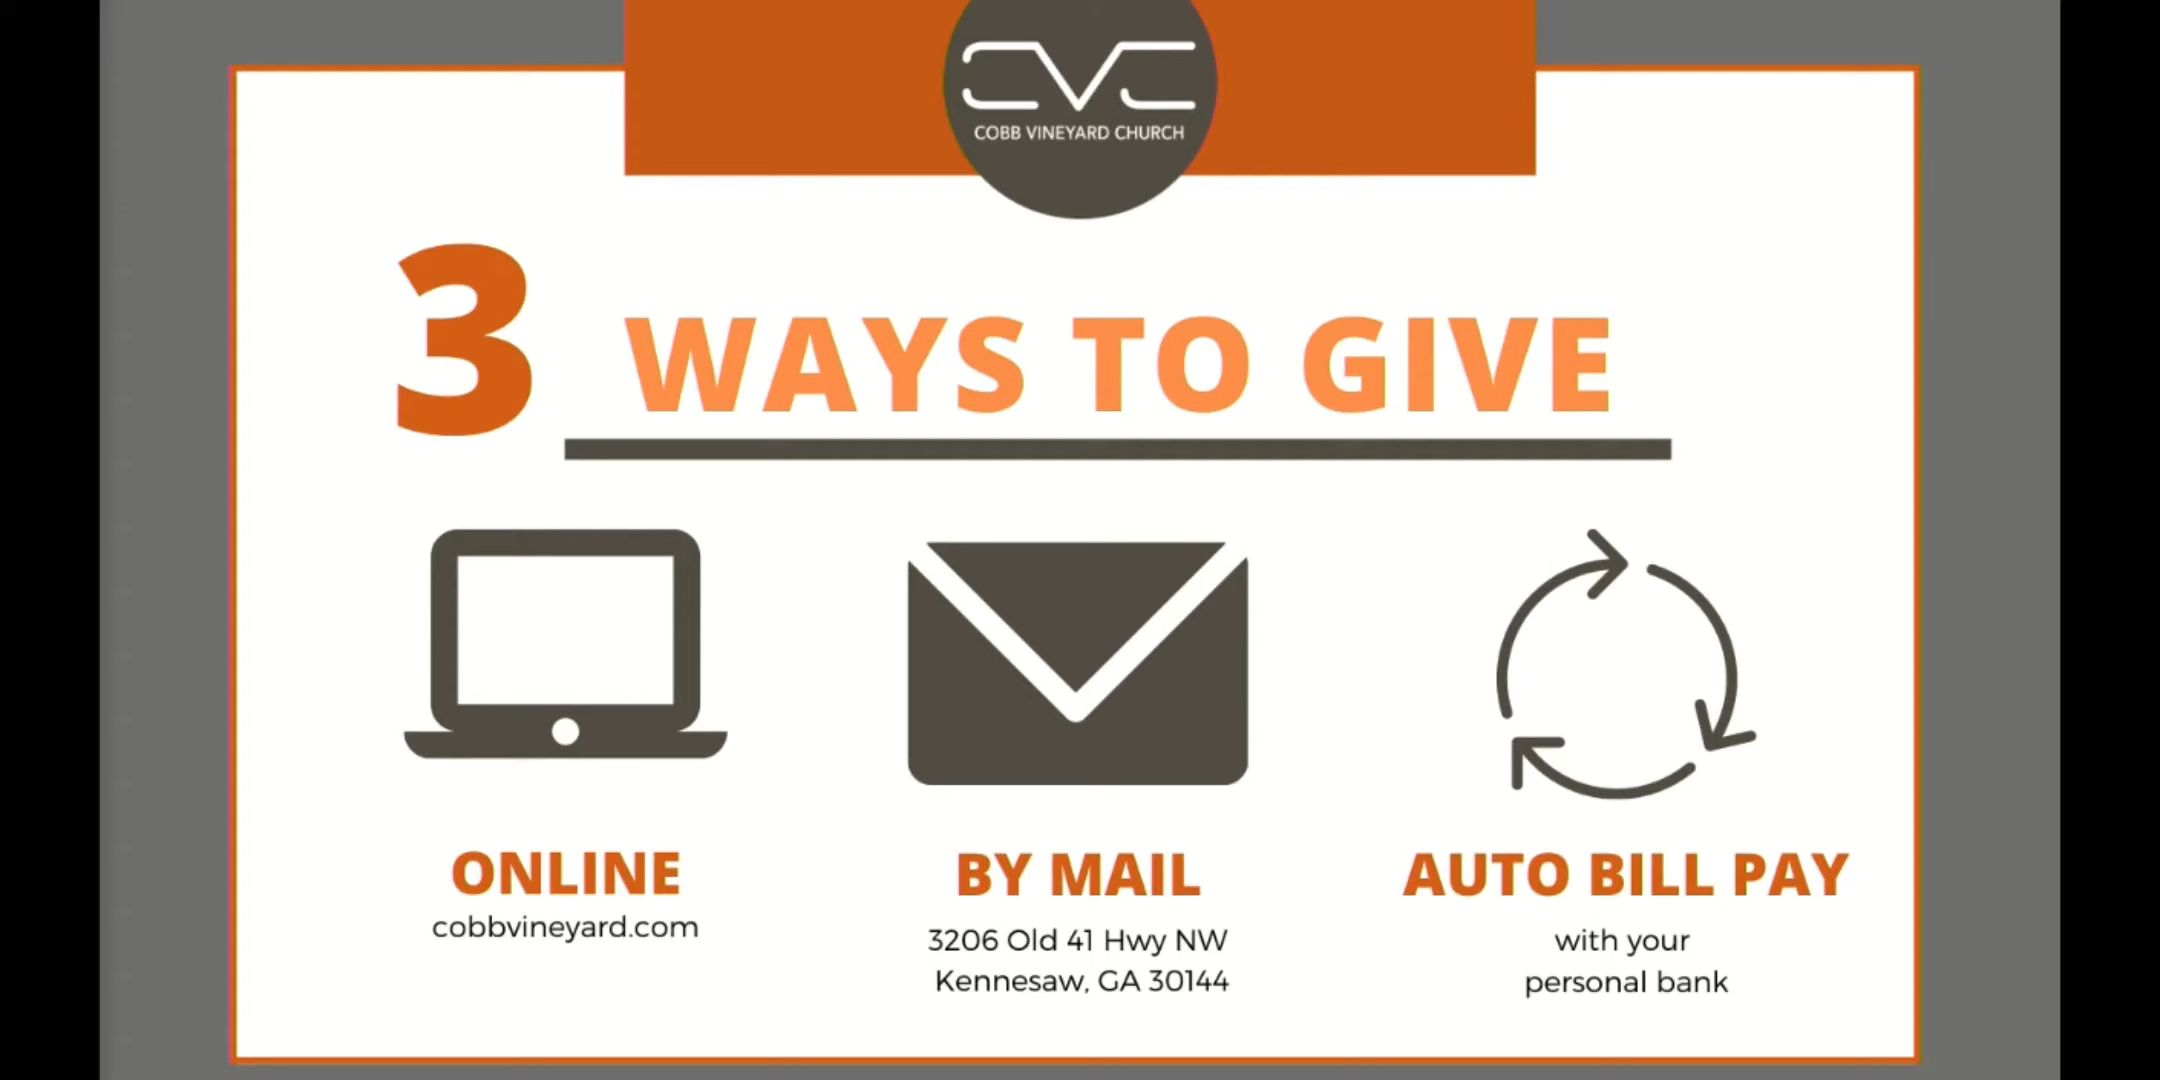 CVC
COBB VINEYARD CHURCH
3 WAYS TO GIVE
ONLINE
cobbvineyard.com
BY MAIL
3206 Old 41 Hwy NW
Kennesaw, GA 30144
AUTO BILL PAY
with your
personal bank